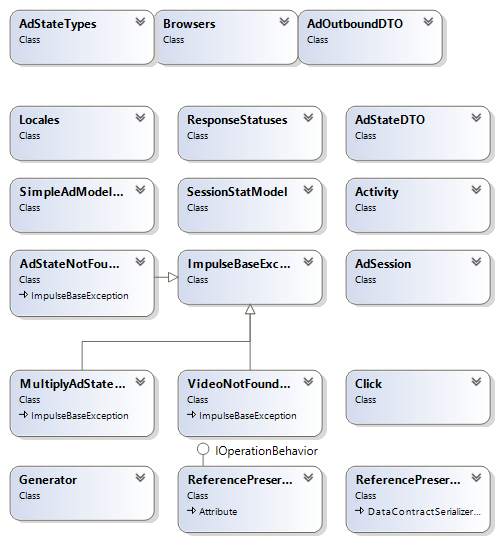 AdStateTypes
Class
Browsers
Class
AdOutboundDTO
Class
Locales
Class
ResponseStatuses
Class
AdStateDTO
Class
SimpleAdModel...
Class
SessionStatModel
Class
Activity
Class
AdStateNotFou...
Class
ImpulseBaseException
ImpulseBaseExc...
Class
AdSession
Class
MultiplyAdState...
Class
ImpulseBaseException
VideoNotFound...
Class
ImpulseBaseException
Click
Class
IOperationBehavior
Generator
Class
ReferencePreser...
Class
Attribute
ReferencePreser...
Class
DataContractSerializer...